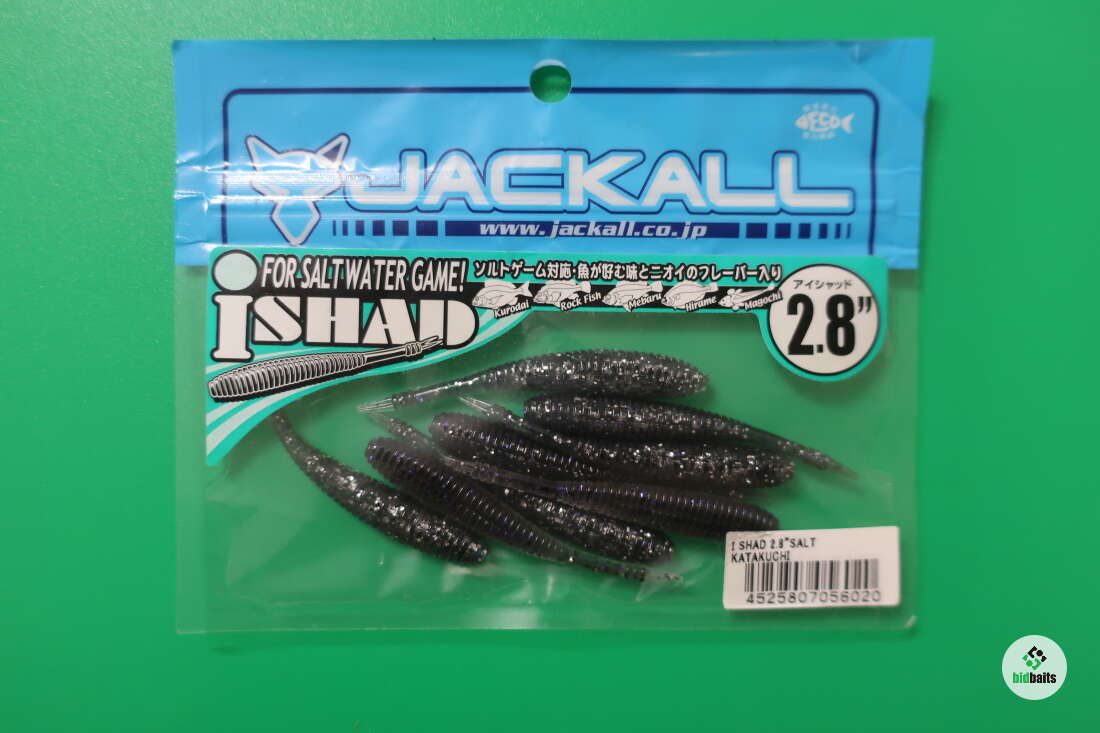 FECO
JACKALL
www.jackall.co.jp
FOR SALTWATER GAME!
ソルトゲーム対応・魚が好む味とニオイのフレーバー入り
Kurodai
Rock Fish
Mebaru
Hirame
Magochi
iSHAD
アイシャッド
2.8"
I SHAD 2.8"SALT
KATAKUCHI
4525807056020
bidbaits